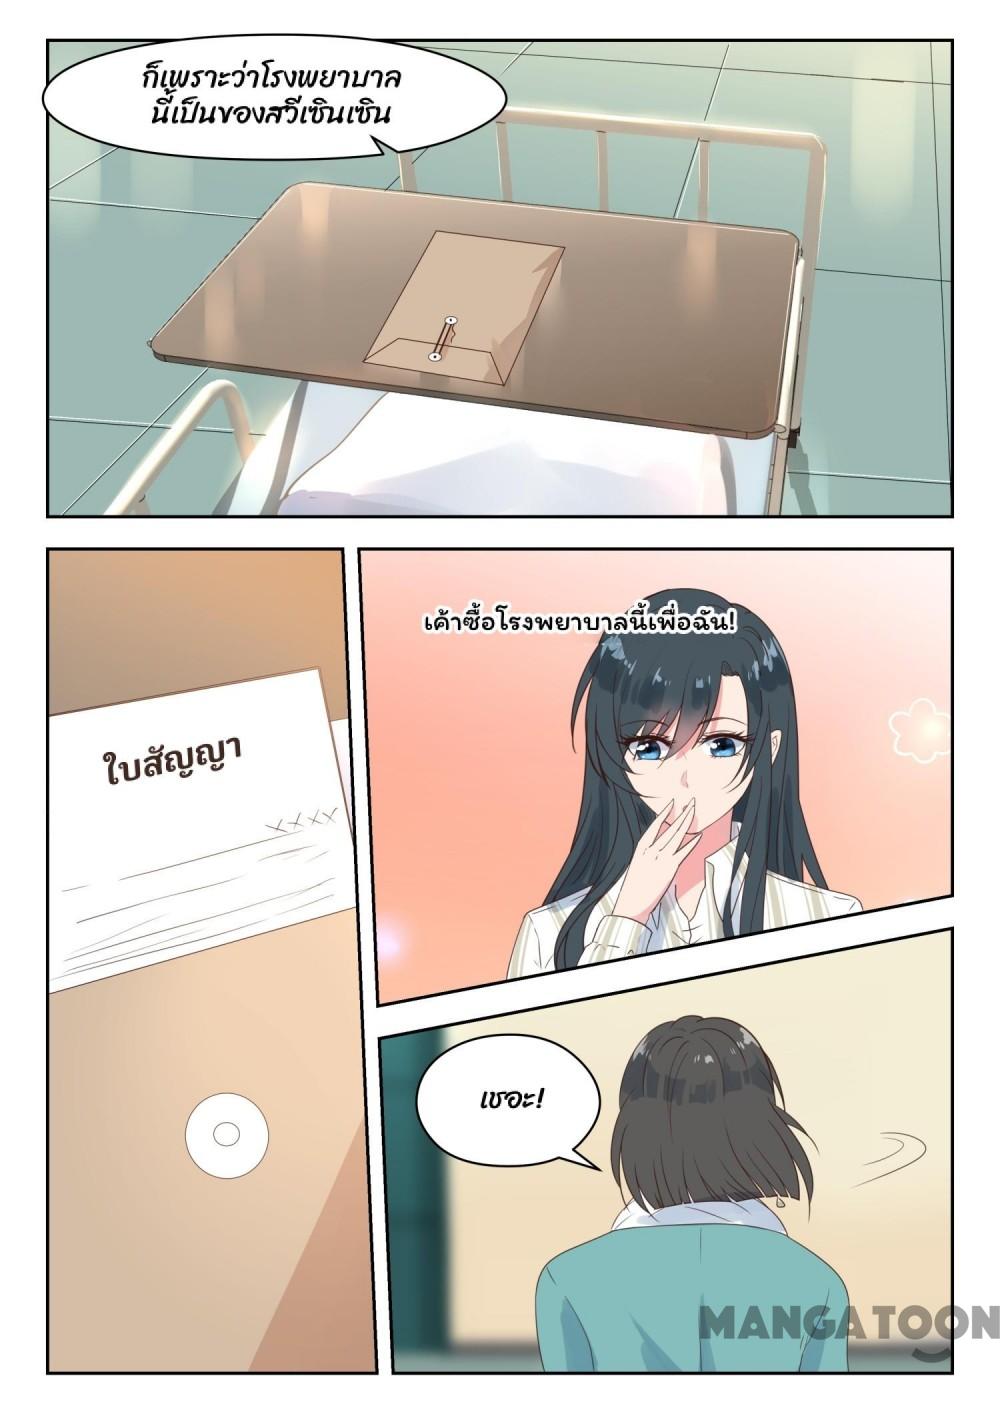 ก็เพราะว่าโรงพยาบาล
นี้เป็นของสวีเซินเซิน
ใบสัญญา
××××
เค้าซื้อโรงพยาบาลนี้เพื่อฉัน!
เชอะ!
MANGATOON